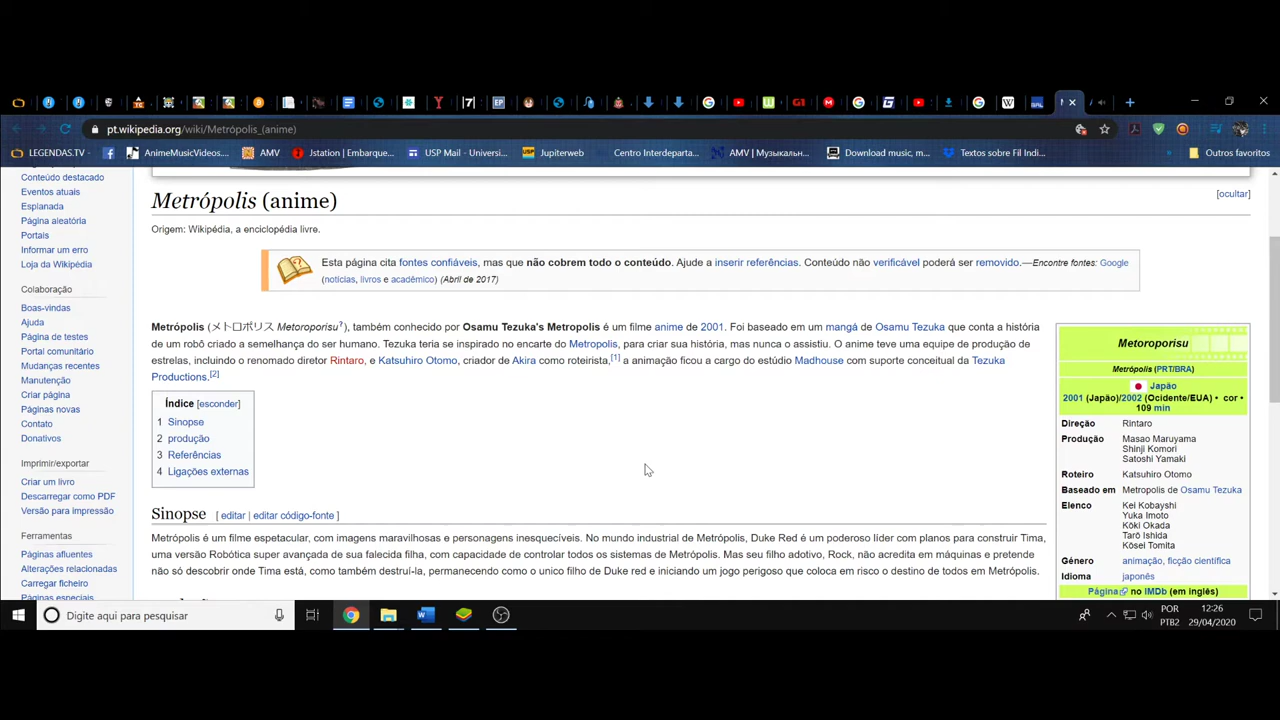 pt.wikipedia.org/wiki/Metrópolis_(anime)
LEGENDAS.TV
AnimeMusicVideos....
AMV
Jstation | Embarque...
USP Mail - Universi...
Jupiterweb
Centro Interdeparta...
AMV | Музыкальн...
Download music, m...
Textos sobre Fil Indi...
Outros favoritos
Conteúdo destacado
Eventos atuais
Esplanada
Página aleatória
Portais
Informar um erro
Loja da Wikipédia
Colaboração
Boas-vindas
Ajuda
Página de testes
Portal comunitário
Mudanças recentes
Manutenção
Criar página
Páginas novas
Contato
Donativos
Imprimir/exportar
Criar um livro
Descarregar como PDF
Versão para impressão
Ferramentas
Páginas afluentes
Alterações relacionadas
Carregar ficheiro
Páginas especiais
[ocultar]
Metrópolis (anime)
Origem: Wikipédia, a enciclopédia livre.
Esta página cita fontes confiáveis, mas que não cobrem todo o conteúdo. Ajude a inserir referências. Conteúdo não verificável poderá ser removido.—Encontre fontes: Google
(notícias, livros e acadêmico) (Abril de 2017)
Metrópolis (メトロポリス Metoroporisu?), também conhecido por Osamu Tezuka's Metropolis é um filme anime de 2001. Foi baseado em um mangá de Osamu Tezuka que conta a história
de um robô criado a semelhança do ser humano. Tezuka teria se inspirado no encarte do Metropolis, para criar sua história, mas nunca o assistiu. O anime teve uma equipe de produção de
estrelas, incluindo o renomado diretor Rintaro, e Katsuhiro Otomo, criador de Akira como roteirista,[1] a animação ficou a cargo do estúdio Madhouse com suporte conceitual da Tezuka
Productions.[2]
Índice [esconder]
1 Sinopse
2 produção
3 Referências
4 Ligações externas
Sinopse [ editar | editar código-fonte ]
Metrópolis é um filme espetacular, com imagens maravilhosas e personagens inesquecíveis. No mundo industrial de Metrópolis, Duke Red é um poderoso líder com planos para construir Tima,
uma versão Robótica super avançada de sua falecida filha, com capacidade de controlar todos os sistemas de Metrópolis. Mas seu filho adotivo, Rock, não acredita em máquinas e pretende
não só descobrir onde Tima está, como também destruí-la, permanecendo como o unico filho de Duke red e iniciando um jogo perigoso que coloca em risco o destino de todos em Metrópolis.
Metoroporisu
Metrópolis (PRT/BRA)
Japão
2001 (Japão)/2002 (Ocidente/EUA) • cor •
109 min
Direção Rintaro
Produção Masao Maruyama
Shinji Komori
Satoshi Yamaki
Roteiro Katsuhiro Otomo
Baseado em Metropolis de Osamu Tezuka
Elenco Kei Kobayshi
Yuka Imoto
Kôki Okada
Tarô Ishida
Kôsei Tomita
Género animação, ficção científica
Idioma japonês
Página no IMDb (em inglês)
Digite aqui para pesquisar
POR
PTB2
12:26
29/04/2020